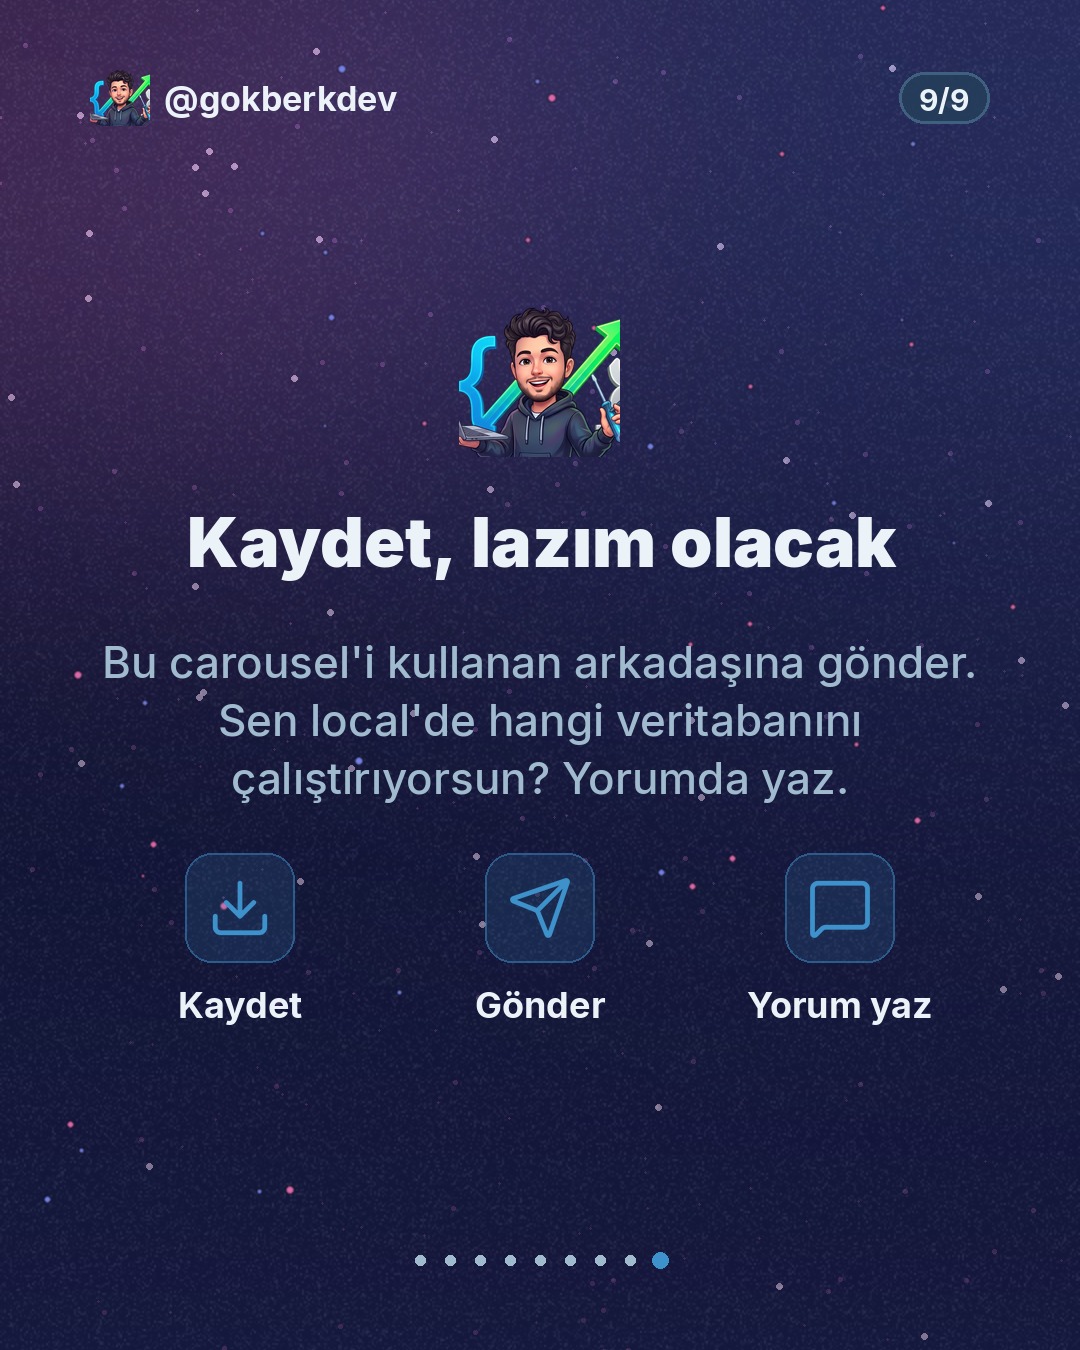 @gokberkdev
9/9
Kaydet, lazım olacak
Bu carousel'i kullanan arkadaşına gönder.
Sen local'de hangi veritabanını
çalıştırıyorsun? Yorumda yaz.
Kaydet
Gönder
Yorum yaz